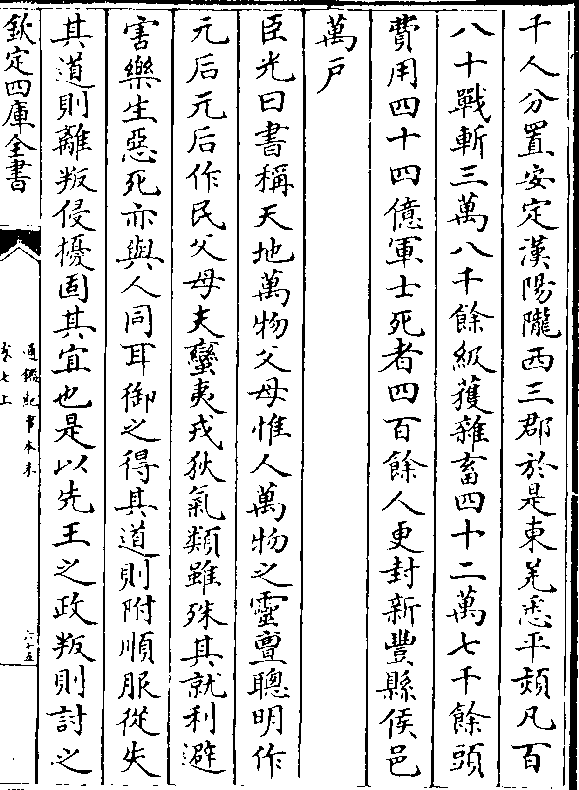 千人分置安定漢陽隴西三郡於是東羌悉平熲凡百
八十戰斬三萬八千餘級獲雜畜四十二萬七千餘頭
費用四十四億軍士死者四百餘人更封新豐縣侯邑
萬戸
臣光曰書稱天地萬物父母惟人萬物之靈亶聰明作
元后元后作民父母夫蠻夷戎狄氣類雖殊其就利避
害樂生惡死亦與人同耳御之得其道則附順服從失
其道則離叛侵擾固其宜也是以先王之政叛則討之
欽定四庫全書
通鑑紀事本末
卷七上
六十五